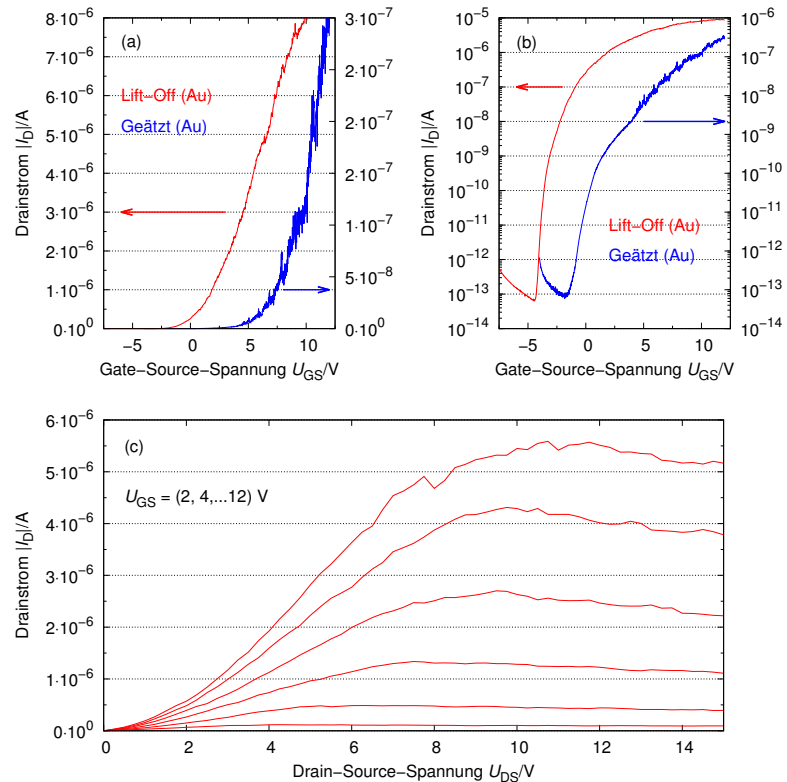 (a)
Lift−Off (Au)
Geätzt (Au)
Drainstrom |I_D|/A
8·10⁻⁶
7·10⁻⁶
6·10⁻⁶
5·10⁻⁶
4·10⁻⁶
3·10⁻⁶
2·10⁻⁶
1·10⁻⁶
0·10⁰
3·10⁻⁷
2·10⁻⁷
2·10⁻⁷
2·10⁻⁷
1·10⁻⁷
5·10⁻⁸
0·10⁰
−5 0 5 10
Gate−Source−Spannung U_GS/V
(b)
Lift−Off (Au)
Geätzt (Au)
Drainstrom |I_D|/A
10⁻⁵
10⁻⁶
10⁻⁷
10⁻⁸
10⁻⁹
10⁻¹⁰
10⁻¹¹
10⁻¹²
10⁻¹³
10⁻¹⁴
10⁻⁶
10⁻⁷
10⁻⁸
10⁻⁹
10⁻¹⁰
10⁻¹¹
10⁻¹²
10⁻¹³
10⁻¹⁴
−5 0 5 10
Gate−Source−Spannung U_GS/V
(c)
U_GS = (2, 4,...12) V
Drainstrom |I_D|/A
6·10⁻⁶
5·10⁻⁶
4·10⁻⁶
3·10⁻⁶
2·10⁻⁶
1·10⁻⁶
0·10⁰
0 2 4 6 8 10 12 14
Drain−Source−Spannung U_DS/V